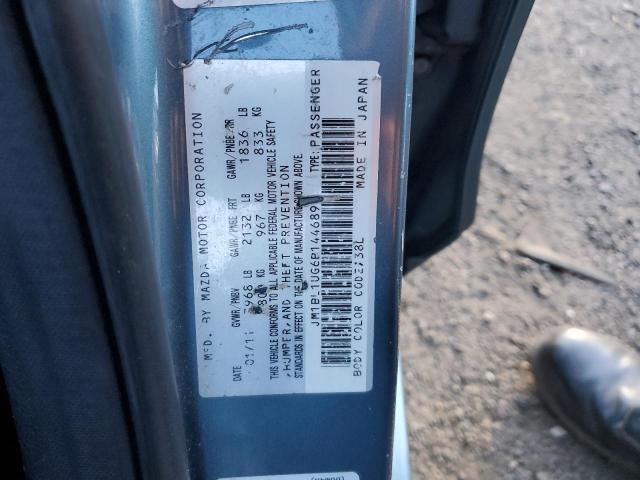 MFD. BY MAZDA MOTOR CORPORATION
DATE GVWR/PNBV GAWR/PNBE FRT GAWR/PNBE RR
01/11 3968 LB 2132 LB 1836 LB
KG 967 KG 833 KG
THIS VEHICLE CONFORMS TO ALL APPLICABLE FEDERAL MOTOR VEHICLE SAFETY
,BUMPER,AND THEFT PREVENTION
STANDARDS IN EFFECT ON THE DATE OF MANUFACTURE SHOWN ABOVE.
JM1BL1UG6B1446891 TYPE: PASSENGER
BODY COLOR CODE:38L MADE IN JAPAN